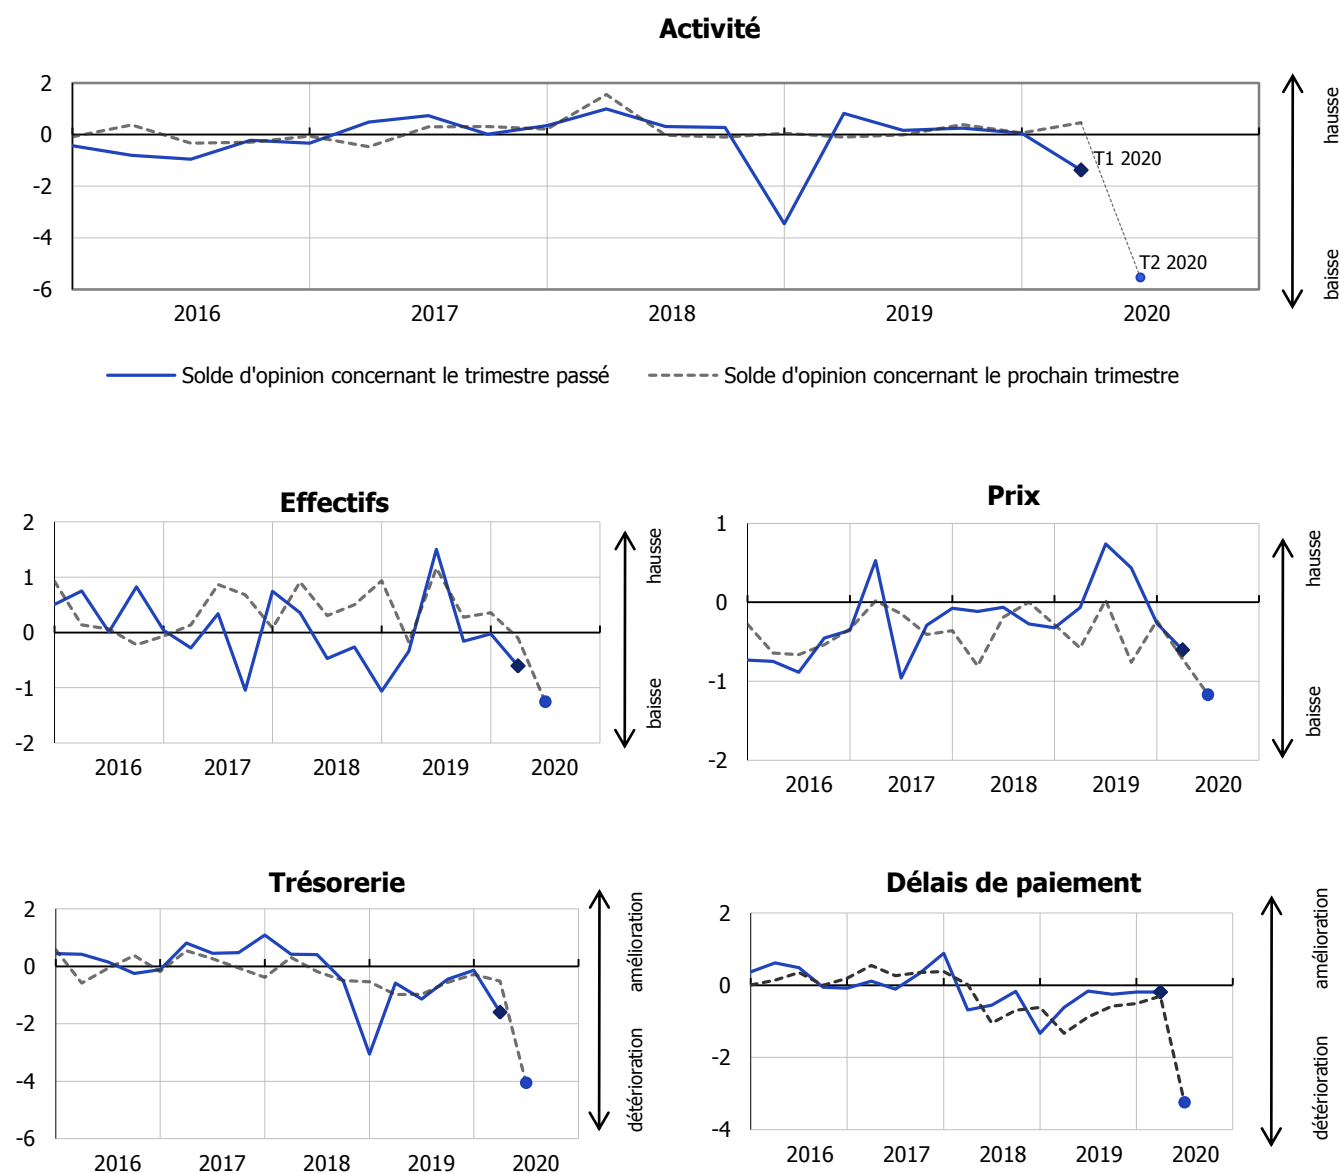 Activité
2
0
-2
-4
-6
T1 2020
T2 2020
2016 2017 2018 2019 2020
hausse
baisse
Solde d'opinion concernant le trimestre passé
Solde d'opinion concernant le prochain trimestre
Effectifs
2
1
0
-1
-2
2016 2017 2018 2019 2020
hausse
baisse
Prix
1
0
-1
-2
2016 2017 2018 2019 2020
hausse
baisse
Trésorerie
2
0
-2
-4
-6
2016 2017 2018 2019 2020
amélioration
détérioration
Délais de paiement
2
0
-2
-4
2016 2017 2018 2019 2020
amélioration
détérioration